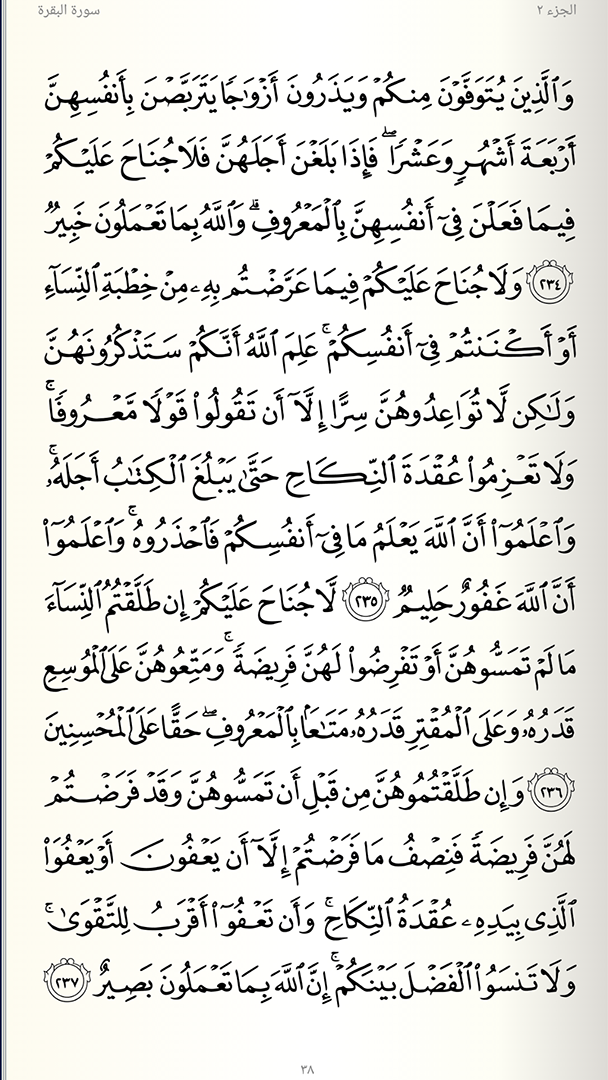 الجزء ٢
سورة البقرة
وَٱلَّذِينَ يُتَوَفَّوْنَ مِنكُمْ وَيَذَرُونَ أَزْوَٰجًا يَتَرَبَّصْنَ بِأَنفُسِهِنَّ
أَرْبَعَةَ أَشْهُرٍ وَعَشْرًا ۖ فَإِذَا بَلَغْنَ أَجَلَهُنَّ فَلَا جُنَاحَ عَلَيْكُمْ
فِيمَا فَعَلْنَ فِىٓ أَنفُسِهِنَّ بِٱلْمَعْرُوفِ ۗ وَٱللَّهُ بِمَا تَعْمَلُونَ خَبِيرٌ
٢٣٤ وَلَا جُنَاحَ عَلَيْكُمْ فِيمَا عَرَّضْتُم بِهِۦ مِنْ خِطْبَةِ ٱلنِّسَآءِ
أَوْ أَكْنَنتُمْ فِىٓ أَنفُسِكُمْ ۚ عَلِمَ ٱللَّهُ أَنَّكُمْ سَتَذْكُرُونَهُنَّ
وَلَٰكِن لَّا تُوَاعِدُوهُنَّ سِرًّا إِلَّآ أَن تَقُولُوا۟ قَوْلًا مَّعْرُوفًا ۚ
وَلَا تَعْزِمُوا۟ عُقْدَةَ ٱلنِّكَاحِ حَتَّىٰ يَبْلُغَ ٱلْكِتَٰبُ أَجَلَهُۥ ۚ
وَٱعْلَمُوٓا۟ أَنَّ ٱللَّهَ يَعْلَمُ مَا فِىٓ أَنفُسِكُمْ فَٱحْذَرُوهُ ۚ وَٱعْلَمُوٓا۟
أَنَّ ٱللَّهَ غَفُورٌ حَلِيمٌ ٢٣٥ لَّا جُنَاحَ عَلَيْكُمْ إِن طَلَّقْتُمُ ٱلنِّسَآءَ
مَا لَمْ تَمَسُّوهُنَّ أَوْ تَفْرِضُوا۟ لَهُنَّ فَرِيضَةً ۚ وَمَتِّعُوهُنَّ عَلَى ٱلْمُوسِعِ
قَدَرُهُۥ وَعَلَى ٱلْمُقْتِرِ قَدَرُهُۥ مَتَٰعًۢا بِٱلْمَعْرُوفِ ۖ حَقًّا عَلَى ٱلْمُحْسِنِينَ
٢٣٦ وَإِن طَلَّقْتُمُوهُنَّ مِن قَبْلِ أَن تَمَسُّوهُنَّ وَقَدْ فَرَضْتُمْ
لَهُنَّ فَرِيضَةً فَنِصْفُ مَا فَرَضْتُمْ إِلَّآ أَن يَعْفُونَ أَوْ يَعْفُوَا۟
ٱلَّذِى بِيَدِهِۦ عُقْدَةُ ٱلنِّكَاحِ ۚ وَأَن تَعْفُوٓا۟ أَقْرَبُ لِلتَّقْوَىٰ ۚ
وَلَا تَنسَوُا۟ ٱلْفَضْلَ بَيْنَكُمْ ۚ إِنَّ ٱللَّهَ بِمَا تَعْمَلُونَ بَصِيرٌ ٢٣٧
٣٨